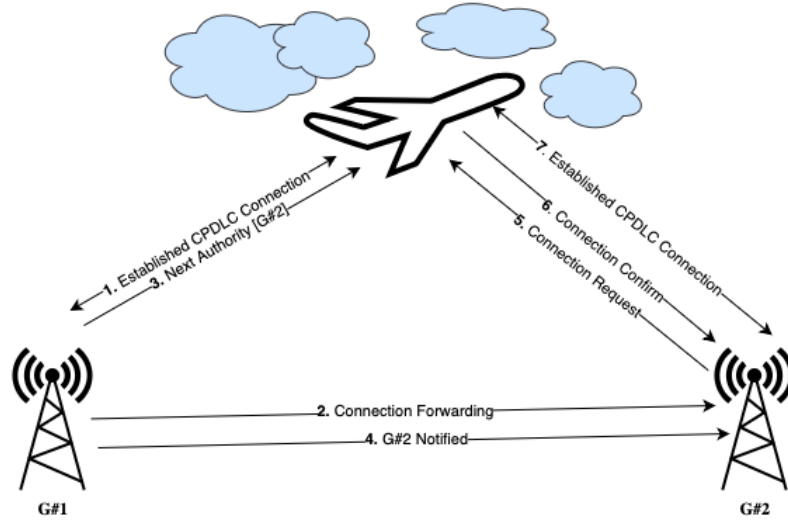 1. Established CPDLC Connection
3. Next Authority [G#2]
7. Established CPDLC Connection
6. Connection Confirm
5. Connection Request
2. Connection Forwarding
4. G#2 Notified
G#1
G#2